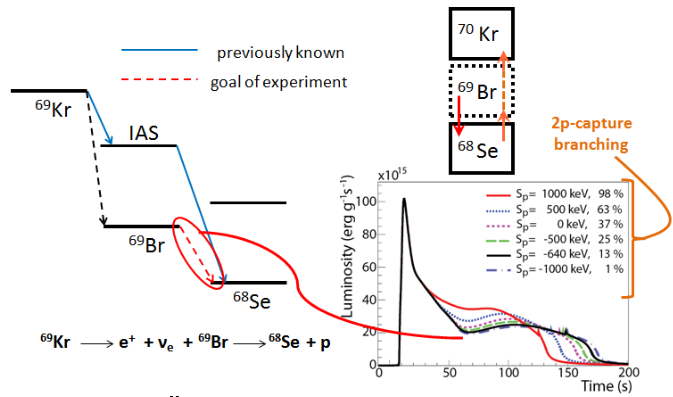 previously known
goal of experiment
⁶⁹Kr
IAS
⁶⁹Br
⁶⁸Se
⁶⁹Kr ⟶ e⁺ + νₑ + ⁶⁹Br ⟶ ⁶⁸Se + p
⁷⁰Kr
⁶⁹Br
⁶⁸Se
2p-capture
branching
x10¹⁵
Luminosity (erg g⁻¹s⁻¹)
100
80
60
40
20
0
Sₚ= 1000 keV, 98 %
Sₚ= 500 keV, 63 %
Sₚ= 0 keV, 37 %
Sₚ= -500 keV, 25 %
Sₚ= -640 keV, 13 %
Sₚ= -1000 keV, 1 %
50 100 150 200
Time (s)